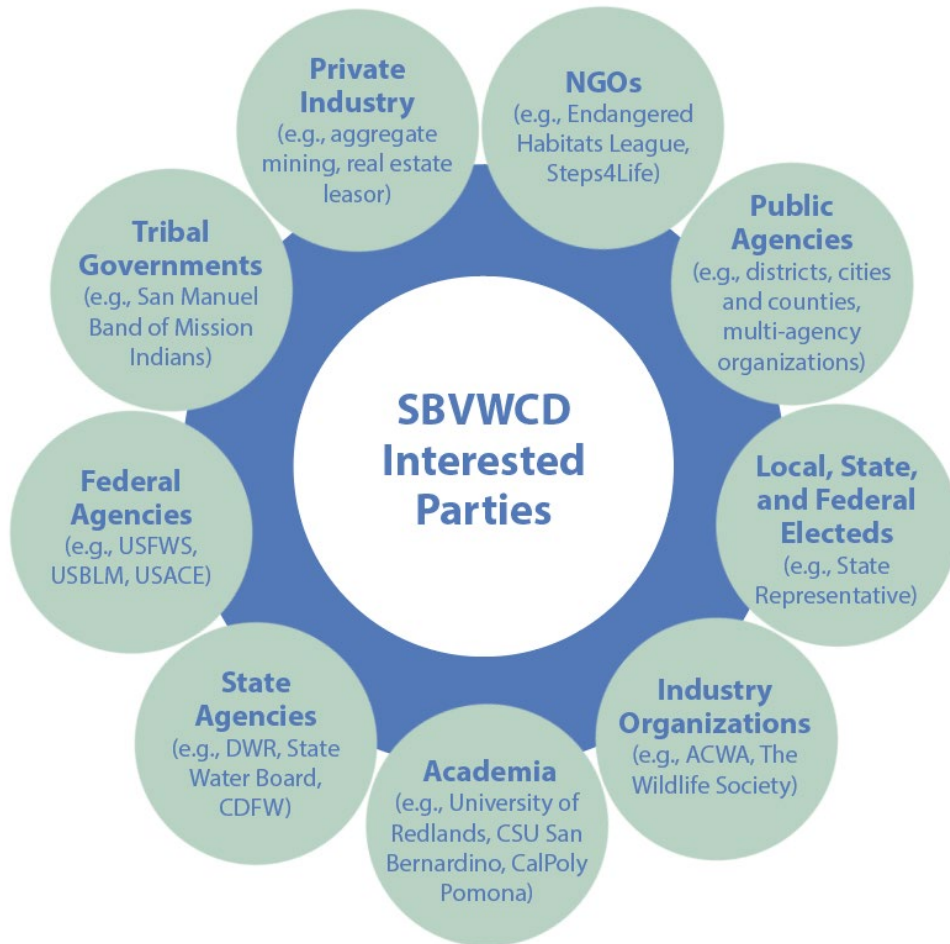 SBVWCD
Interested
Parties
NGOs
(e.g., Endangered
Habitats League,
Steps4Life)
Public
Agencies
(e.g., districts, cities
and counties,
multi-agency
organizations)
Local, State,
and Federal
Electeds
(e.g., State
Representative)
Industry
Organizations
(e.g., ACWA, The
Wildlife Society)
Academia
(e.g., University of
Redlands, CSU San
Bernardino, CalPoly
Pomona)
State
Agencies
(e.g., DWR, State
Water Board,
CDFW)
Federal
Agencies
(e.g., USFWS,
USBLM, USACE)
Tribal
Governments
(e.g., San Manuel
Band of Mission
Indians)
Private
Industry
(e.g., aggregate
mining, real estate
leasor)